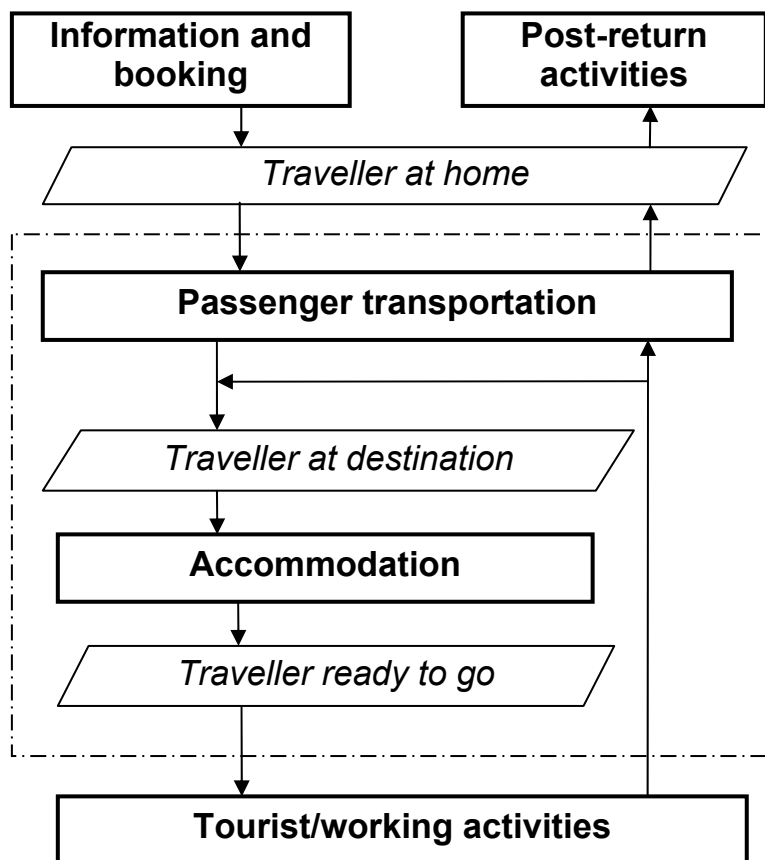 Information and
booking
Post-return
activities
Traveller at home
Passenger transportation
Traveller at destination
Accommodation
Traveller ready to go
Tourist/working activities